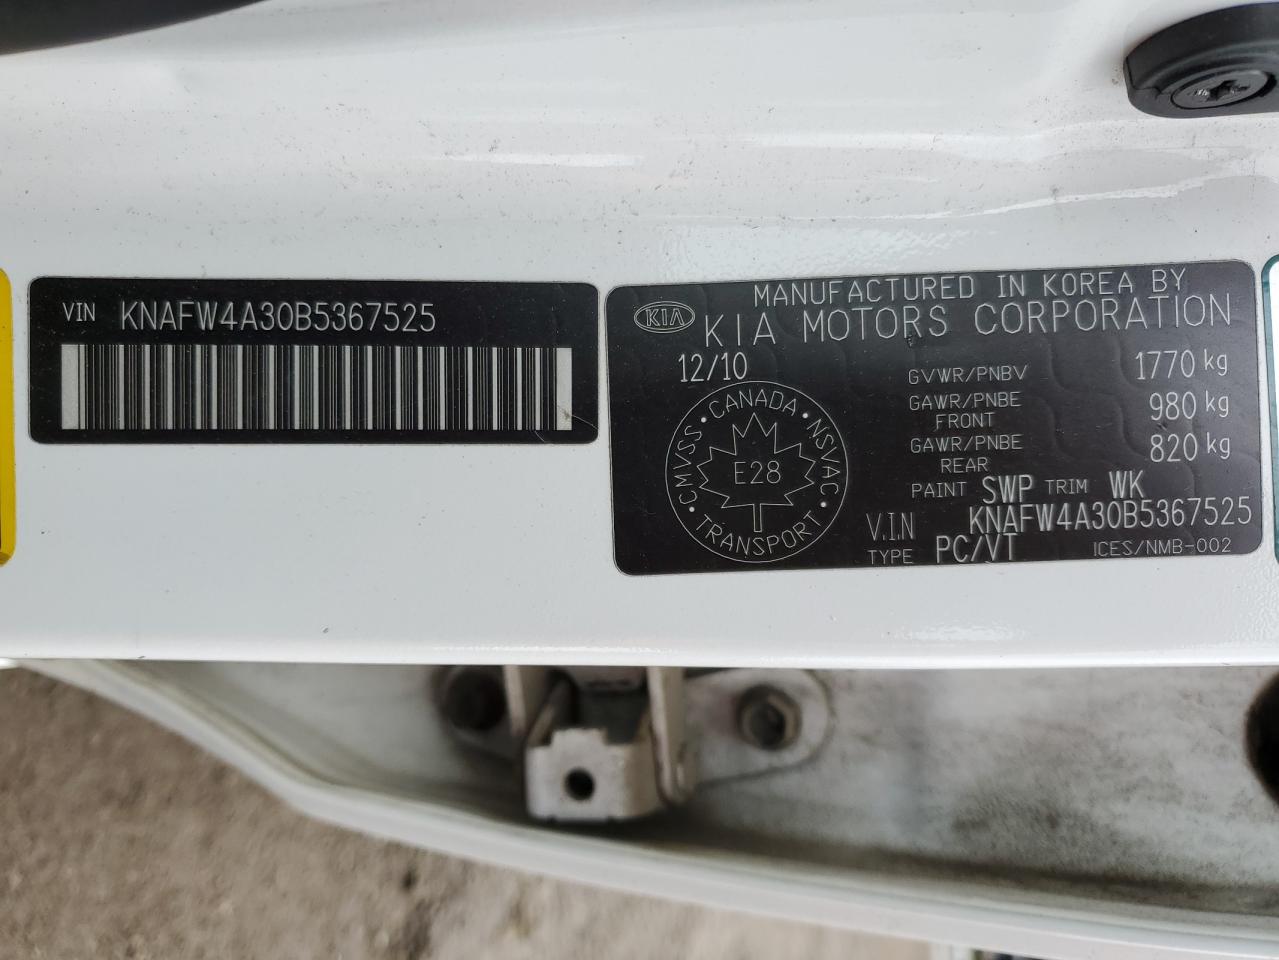 VIN KNAFW4A30B5367525
KIA
MANUFACTURED IN KOREA BY
KIA MOTORS CORPORATION
12/10
GVWR/PNBV 1770 kg
GAWR/PNBE FRONT 980 kg
GAWR/PNBE REAR 820 kg
PAINT SWP TRIM WK
V.I.N KNAFW4A30B5367525
TYPE PC/VT ICES/NMB-002
CMVSS · CANADA · NSVAC · TRANSPORT ·
E28